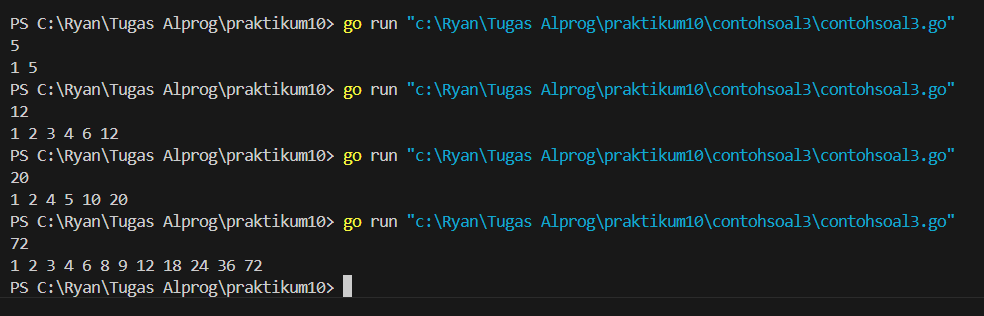 PS C:\Ryan\Tugas Alprog\praktikum10> go run "c:\Ryan\Tugas Alprog\praktikum10\contohsoal3\contohsoal3.go"
5
1 5
PS C:\Ryan\Tugas Alprog\praktikum10> go run "c:\Ryan\Tugas Alprog\praktikum10\contohsoal3\contohsoal3.go"
12
1 2 3 4 6 12
PS C:\Ryan\Tugas Alprog\praktikum10> go run "c:\Ryan\Tugas Alprog\praktikum10\contohsoal3\contohsoal3.go"
20
1 2 4 5 10 20
PS C:\Ryan\Tugas Alprog\praktikum10> go run "c:\Ryan\Tugas Alprog\praktikum10\contohsoal3\contohsoal3.go"
72
1 2 3 4 6 8 9 12 18 24 36 72
PS C:\Ryan\Tugas Alprog\praktikum10>